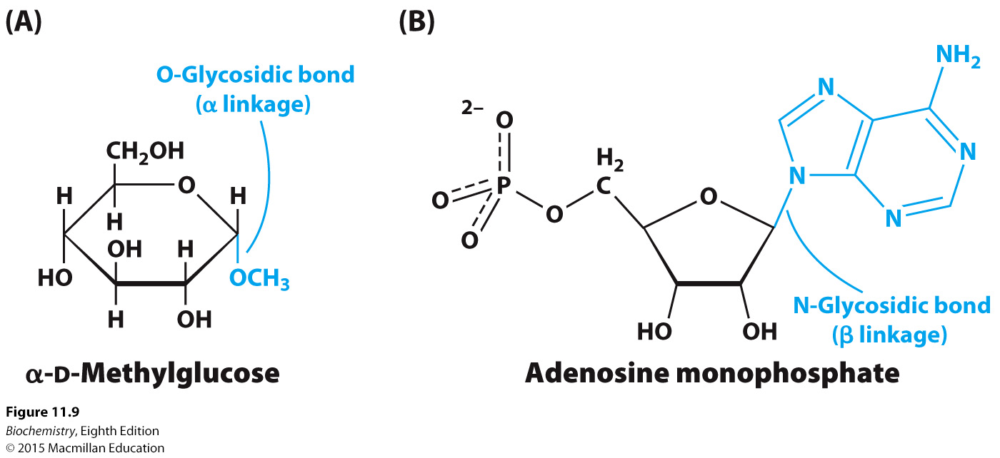 (A)
O-Glycosidic bond
(α linkage)
CH₂OH
O
H
H
H
OH
H
HO
OCH₃
H
OH
α-D-Methylglucose
(B)
NH₂
N
2–
O
N
H₂
C
P
N
O
O
O
N
O
HO
OH
N-Glycosidic bond
(β linkage)
Adenosine monophosphate
Figure 11.9
Biochemistry, Eighth Edition
© 2015 Macmillan Education